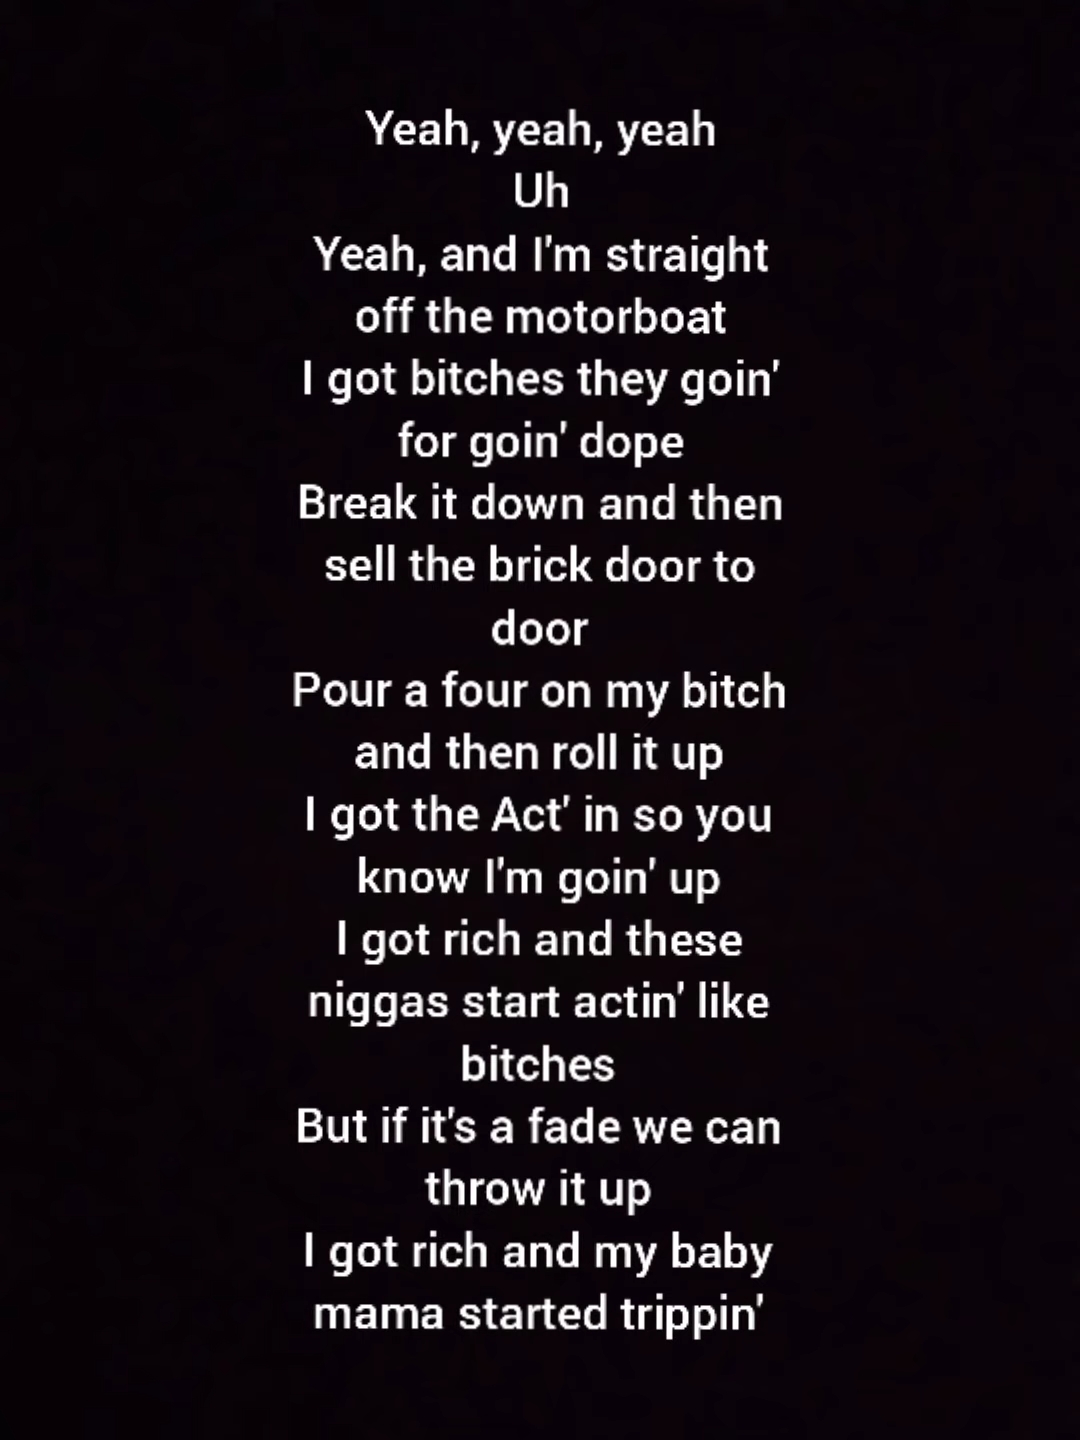 Yeah, yeah, yeah
Uh
Yeah, and I'm straight
off the motorboat
I got bitches they goin'
for goin' dope
Break it down and then
sell the brick door to
door
Pour a four on my bitch
and then roll it up
I got the Act' in so you
know I'm goin' up
I got rich and these
niggas start actin' like
bitches
But if it's a fade we can
throw it up
I got rich and my baby
mama started trippin'